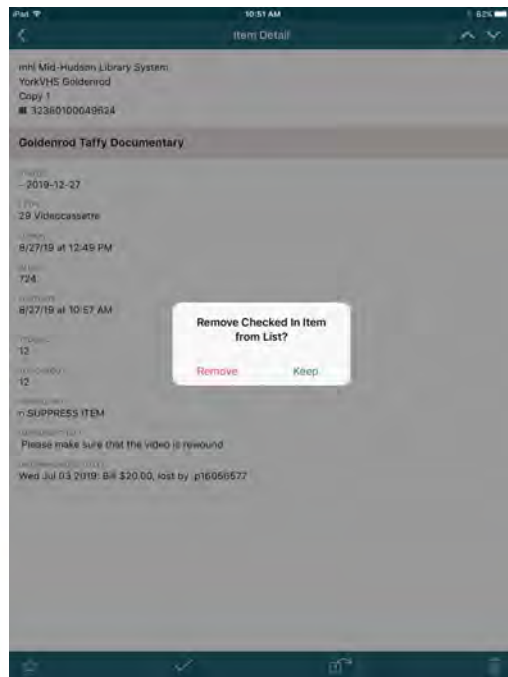 iPad
10:51 AM
62%
Item Detail
mhl Mid-Hudson Library System
YorkVHS Goldenrod
Copy 1
32360100049624
Goldenrod Taffy Documentary
- 2019-12-27
29 Videocassette
8/27/19 at 12:49 PM
724
8/27/19 at 10:57 AM
12
12
n SUPPRESS ITEM
Please make sure that the video is rewound
Wed Jul 03 2019: Bill $20.00, lost by .p16056577
Remove Checked In Item
from List?
Remove Keep